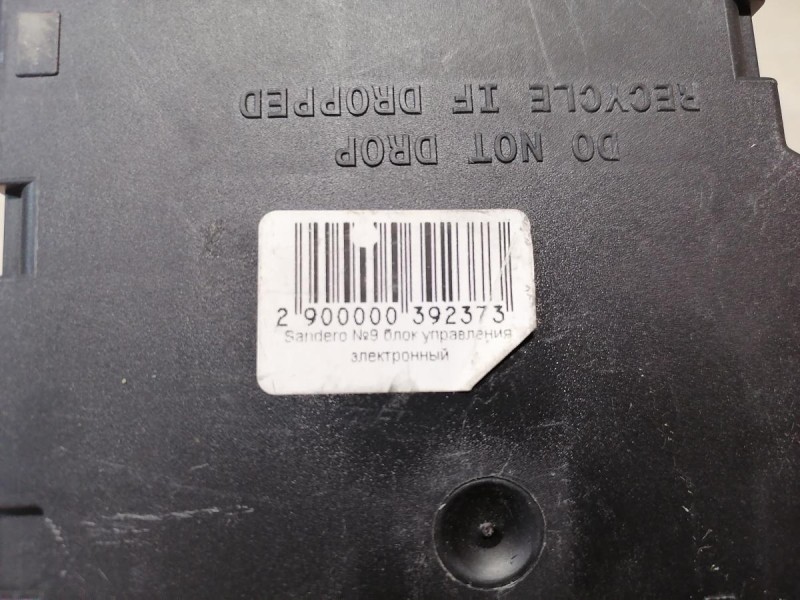 DO NOT DROP
RECYCLE IF DROPPED
2 900000 392373
Sandero №9 блок управления
электронный